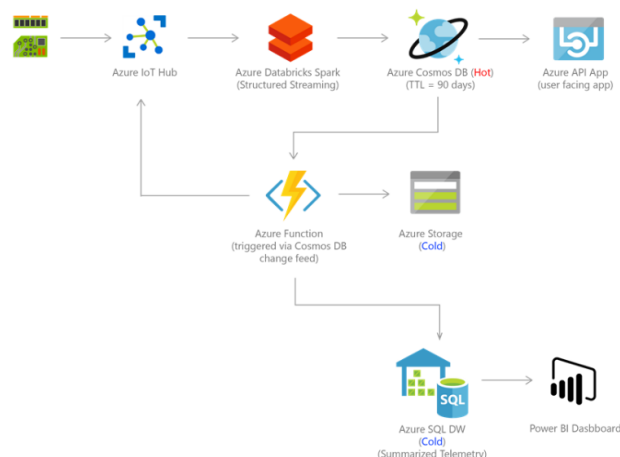 Azure IoT Hub
Azure Databricks Spark
(Structured Streaming)
Azure Cosmos DB (Hot)
(TTL = 90 days)
Azure API App
(user facing app)
Azure Function
(triggered via Cosmos DB
change feed)
Azure Storage
(Cold)
SQL
Azure SQL DW
(Cold)
(Summarized Telemetry)
Power BI Dasbboard